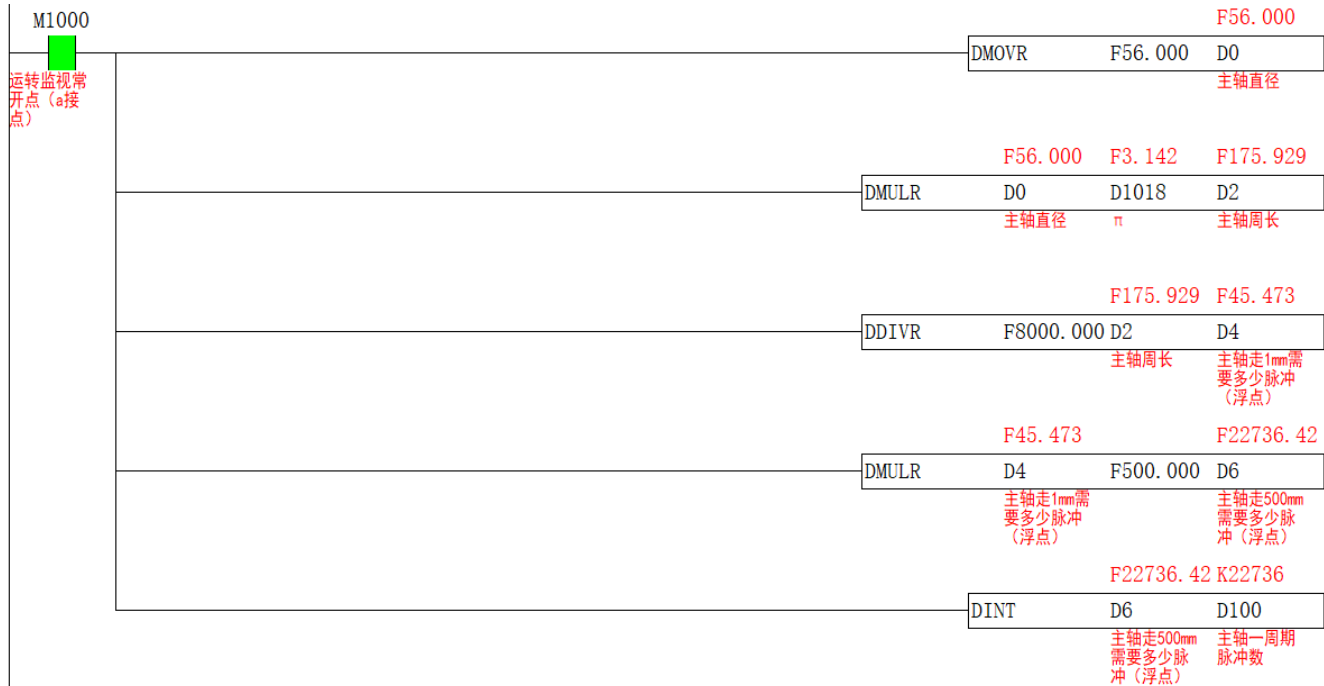 M1000
F56.000
DMOVR F56.000 D0
运转监视常
开点（a接
点）
主轴直径
F56.000 F3.142 F175.929
DMULR D0 D1018 D2
主轴直径 π 主轴周长
F175.929 F45.473
DDIVR F8000.000 D2 D4
主轴周长 主轴走1mm需
要多少脉冲
（浮点）
F45.473 F22736.42
DMULR D4 F500.000 D6
主轴走1mm需 主轴走500mm
要多少脉冲 需要多少脉
（浮点） 冲（浮点）
F22736.42 K22736
DINT D6 D100
主轴走500mm 主轴一周期
需要多少脉 脉冲数
冲（浮点）